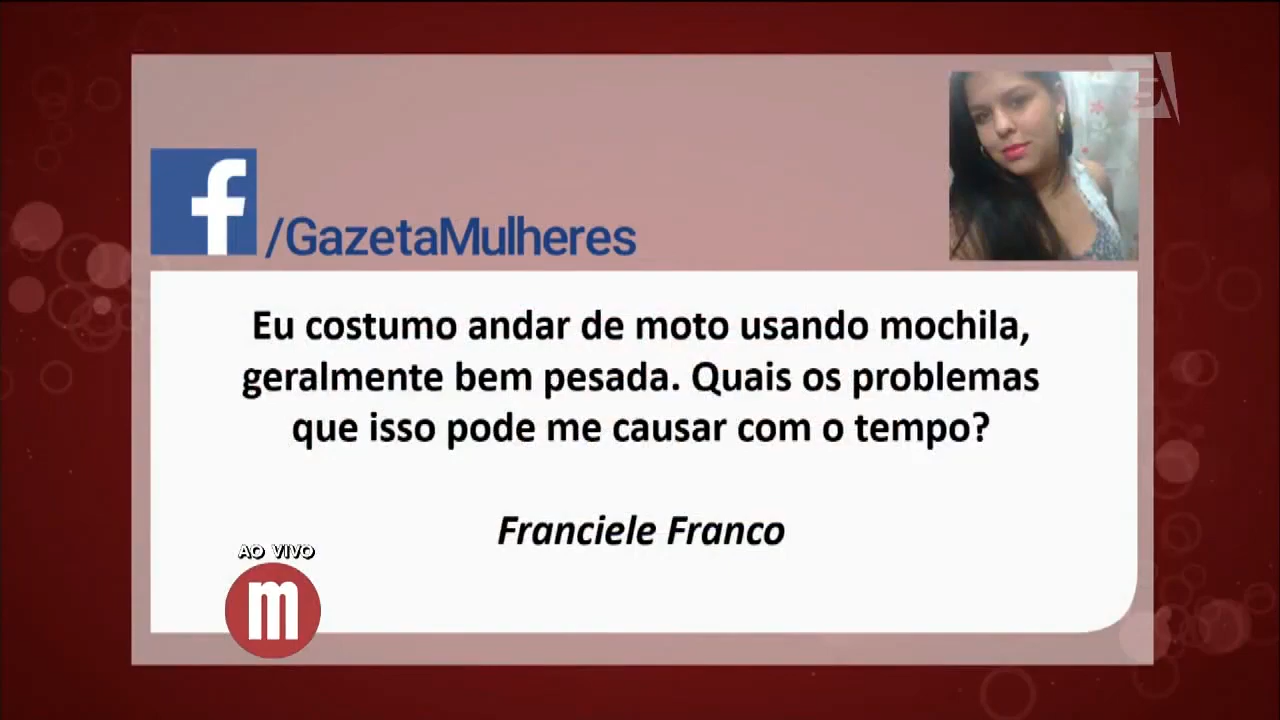 /GazetaMulheres
Eu costumo andar de moto usando mochila,
geralmente bem pesada. Quais os problemas
que isso pode me causar com o tempo?
Franciele Franco
AO VIVO
m